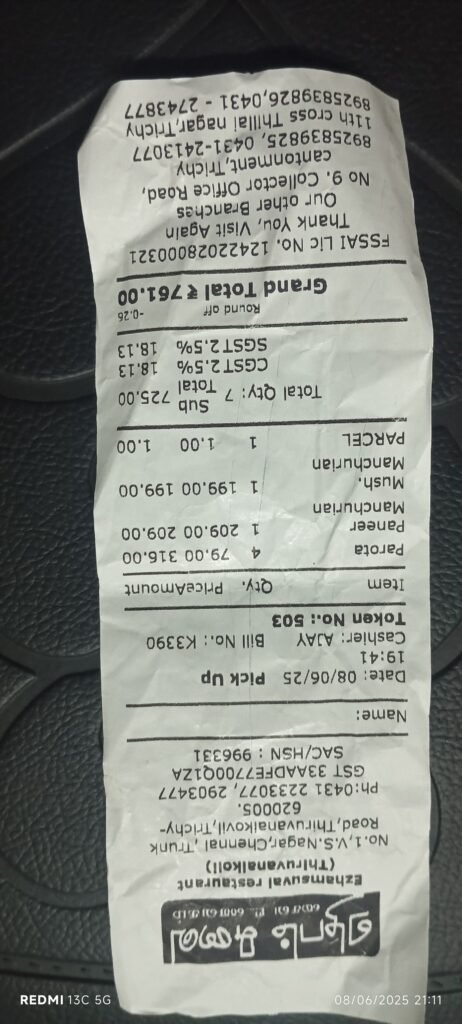 ஏழாம் சுவை
Ezhamsuvai restaurant
(Thiruvanaikoil)
No.1,V.S.Nagar,Chennai,Trunk
Road,Thiruvanaikovil,Trichy-
620005.
Ph:0431 2233077, 2903477
GST 33AADFE7700Q1ZA
SAC/HSN : 996331
Name:
Date: 08/06/25 Pick Up
19:41
Cashier: AJAY Bill No.: K3390
Token No.: 503
Item Qty. Price Amount
Parota 4 79.00 316.00
Paneer 1 209.00 209.00
Manchurian
Mush. 1 199.00 199.00
Manchurian
PARCEL 1 1.00 1.00
Total Qty: 7 Sub Total 725.00
CGST2.5% 18.13
SGST2.5% 18.13
Round off -0.26
Grand Total ₹ 761.00
FSSAI Lic No. 12422028000321
Thank You, Visit Again
Our other Branches
No 9. Collector Office Road,
cantonment,Trichy
8925839825, 0431-2413077
11th cross Thillai nagar,Trichy
8925839826,0431 - 2743877
REDMI 13C 5G 08/06/2025 21:11